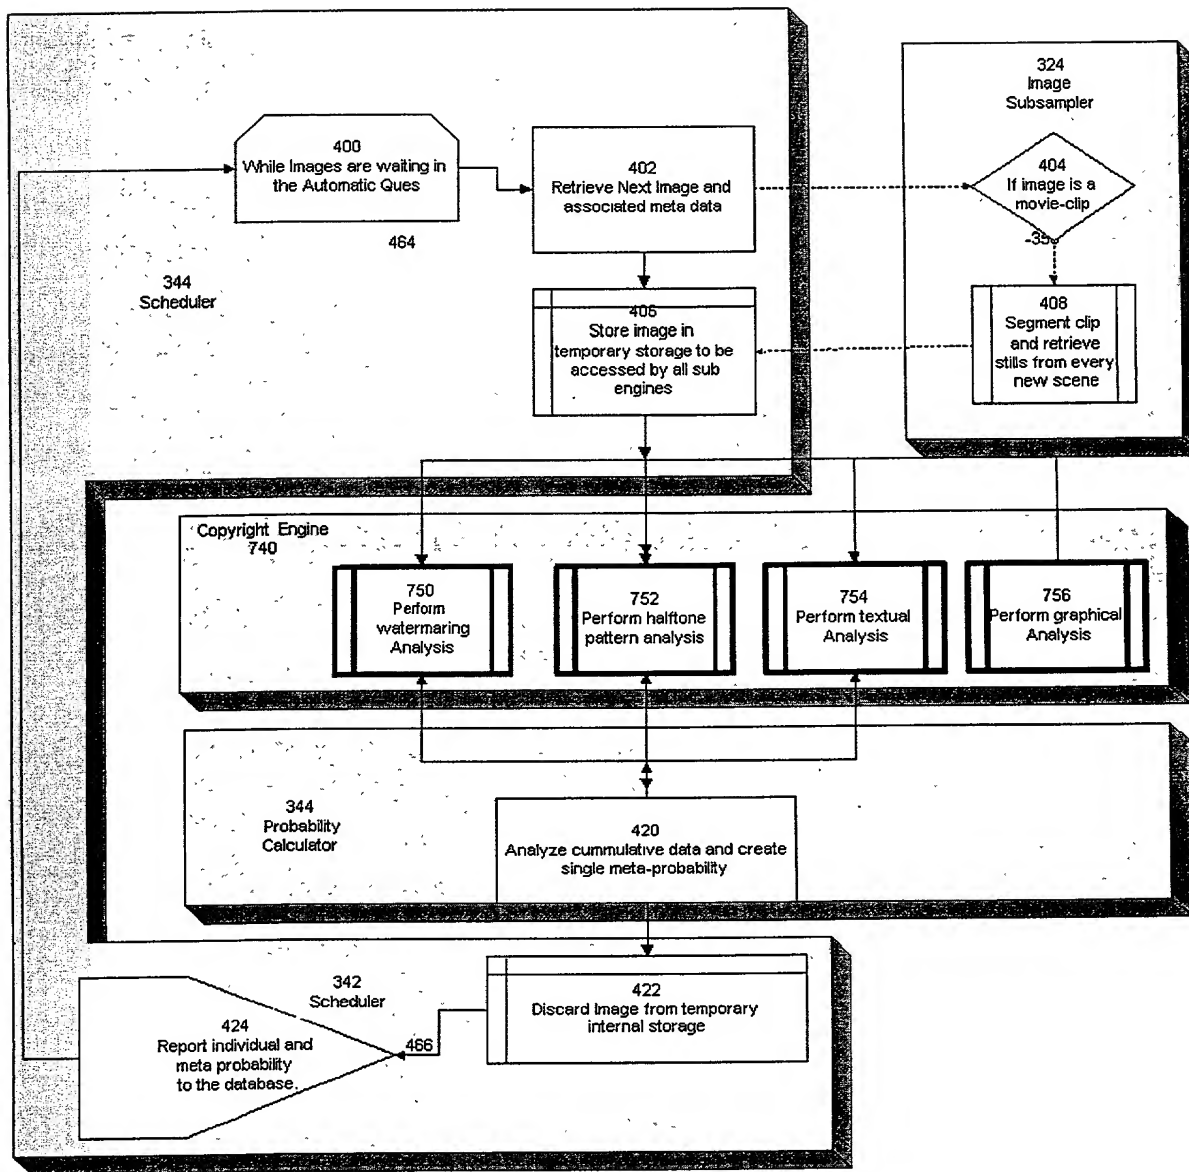 324
Image
Subsampler
400
While Images are waiting in
the Automatic Ques
402
Retrieve Next Image and
associated meta data
404
If image is a
movie-clip
464
344
Scheduler
406
Store image in
temporary storage to be
accessed by all sub
engines
408
Segment clip
and retrieve
stills from every
new scene
Copyright Engine
740
750
Perform
watermaring
Analysis
752
Perform halftone
pattern analysis
754
Perform textual
Analysis
756
Perform graphical
Analysis
344
Probability
Calculator
420
Analyze cummulative data and create
single meta-probability
342
Scheduler
422
Discard Image from temporary
internal storage
424
Report individual and
meta probability
to the database.
466